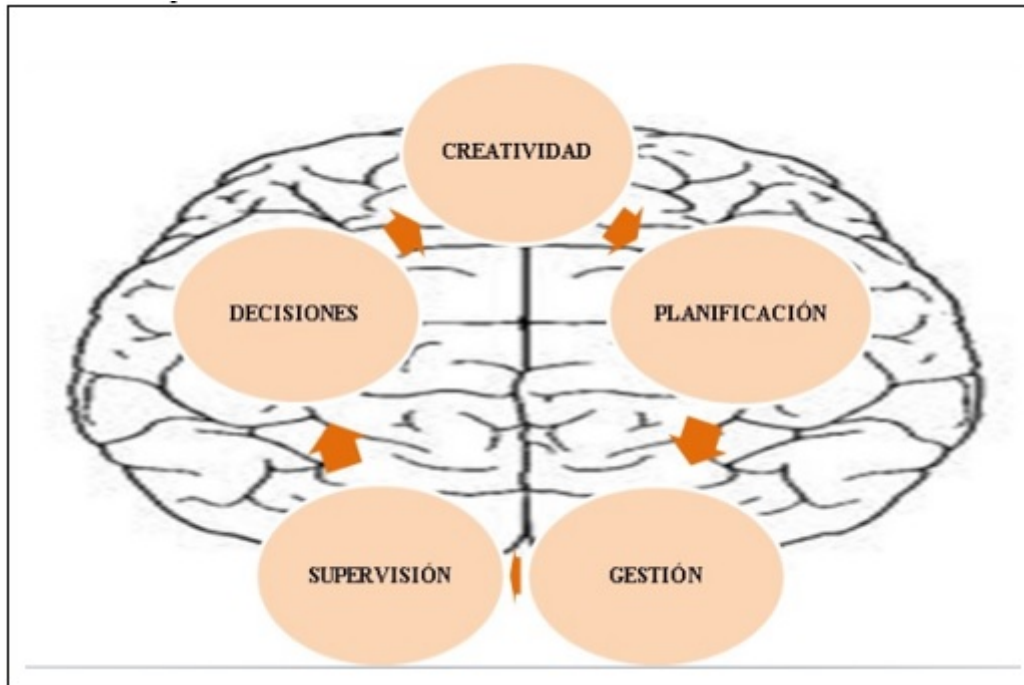 CREATIVIDAD
DECISIONES
PLANIFICACIÓN
SUPERVISIÓN
GESTIÓN